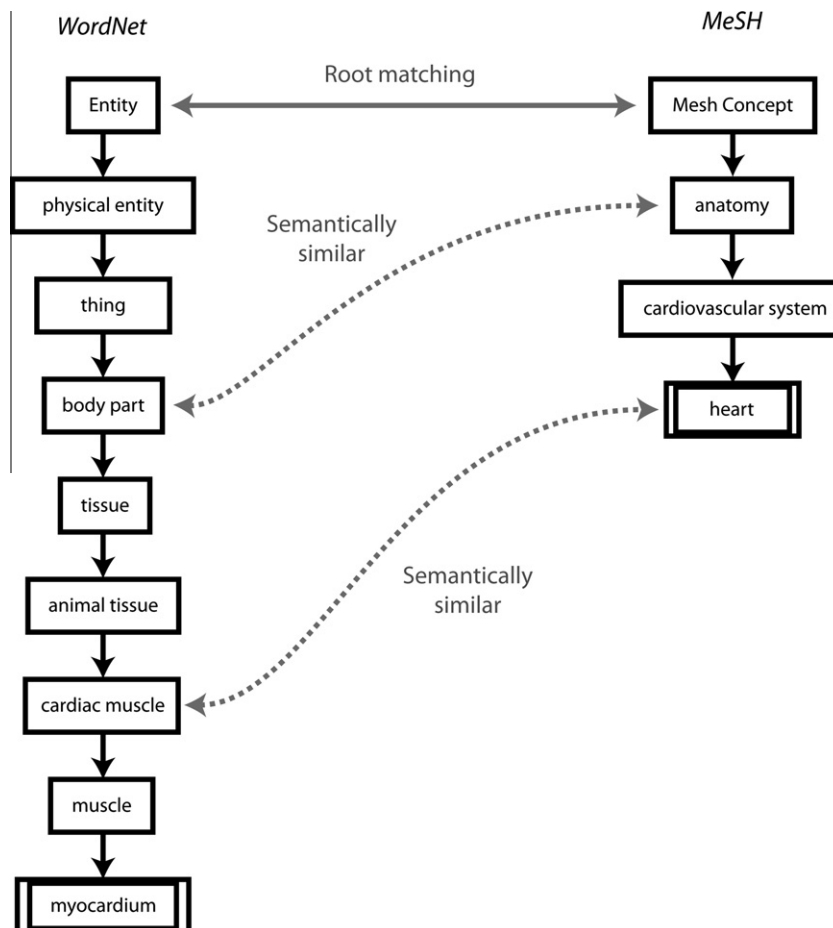 WordNet
MeSH
Root matching
Entity
Mesh Concept
physical entity
anatomy
Semantically
similar
thing
cardiovascular system
body part
heart
tissue
Semantically
similar
animal tissue
cardiac muscle
muscle
myocardium